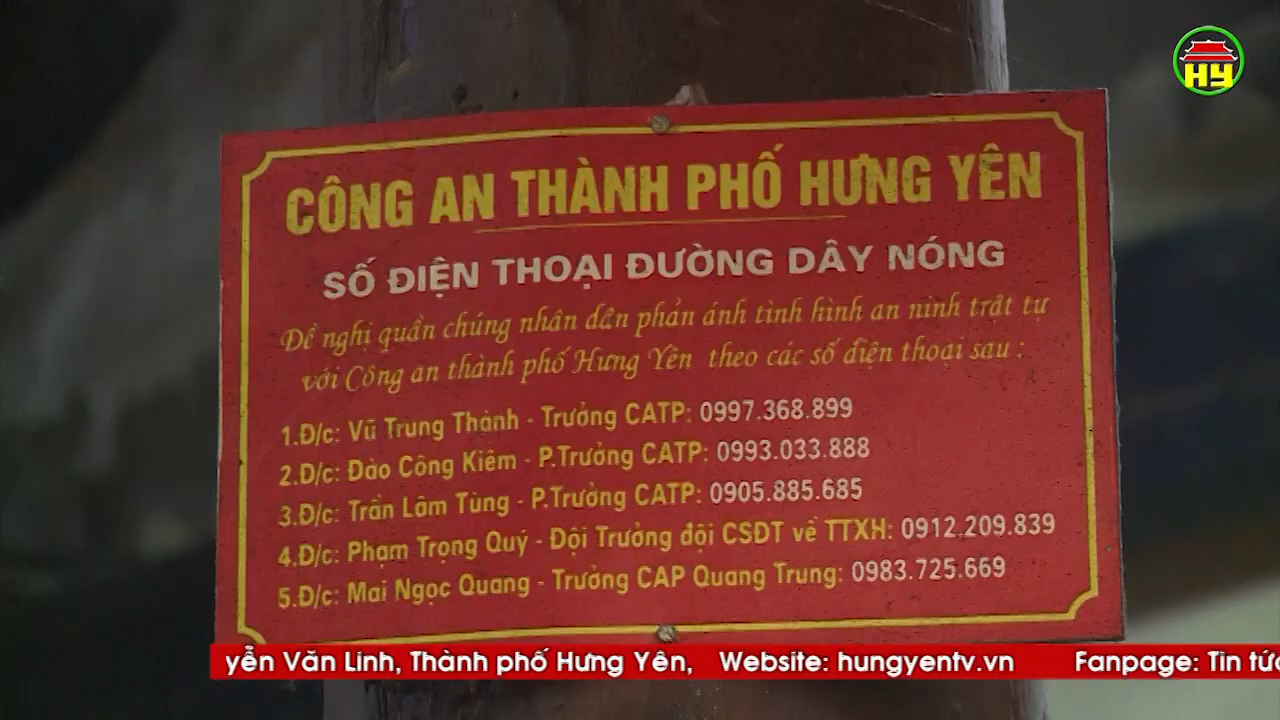 HY
CÔNG AN THÀNH PHỐ HƯNG YÊN
SỐ ĐIỆN THOẠI ĐƯỜNG DÂY NÓNG
Đề nghị quần chúng nhân dân phản ánh tình hình an ninh trật tự
với Công an thành phố Hưng Yên theo các số điện thoại sau :
1.Đ/c: Vũ Trung Thành - Trưởng CATP: 0997.368.899
2.Đ/c: Đào Công Kiêm - P.Trưởng CATP: 0993.033.888
3.Đ/c: Trần Lâm Tùng - P.Trưởng CATP: 0905.885.685
4.Đ/c: Phạm Trọng Quý - Đội Trưởng đội CSĐT về TTXH: 0912.209.839
5.Đ/c: Mai Ngọc Quang - Trưởng CAP Quang Trung: 0983.725.669
yễn Văn Linh, Thành phố Hưng Yên, Website: hungyentv.vn Fanpage: Tin tức